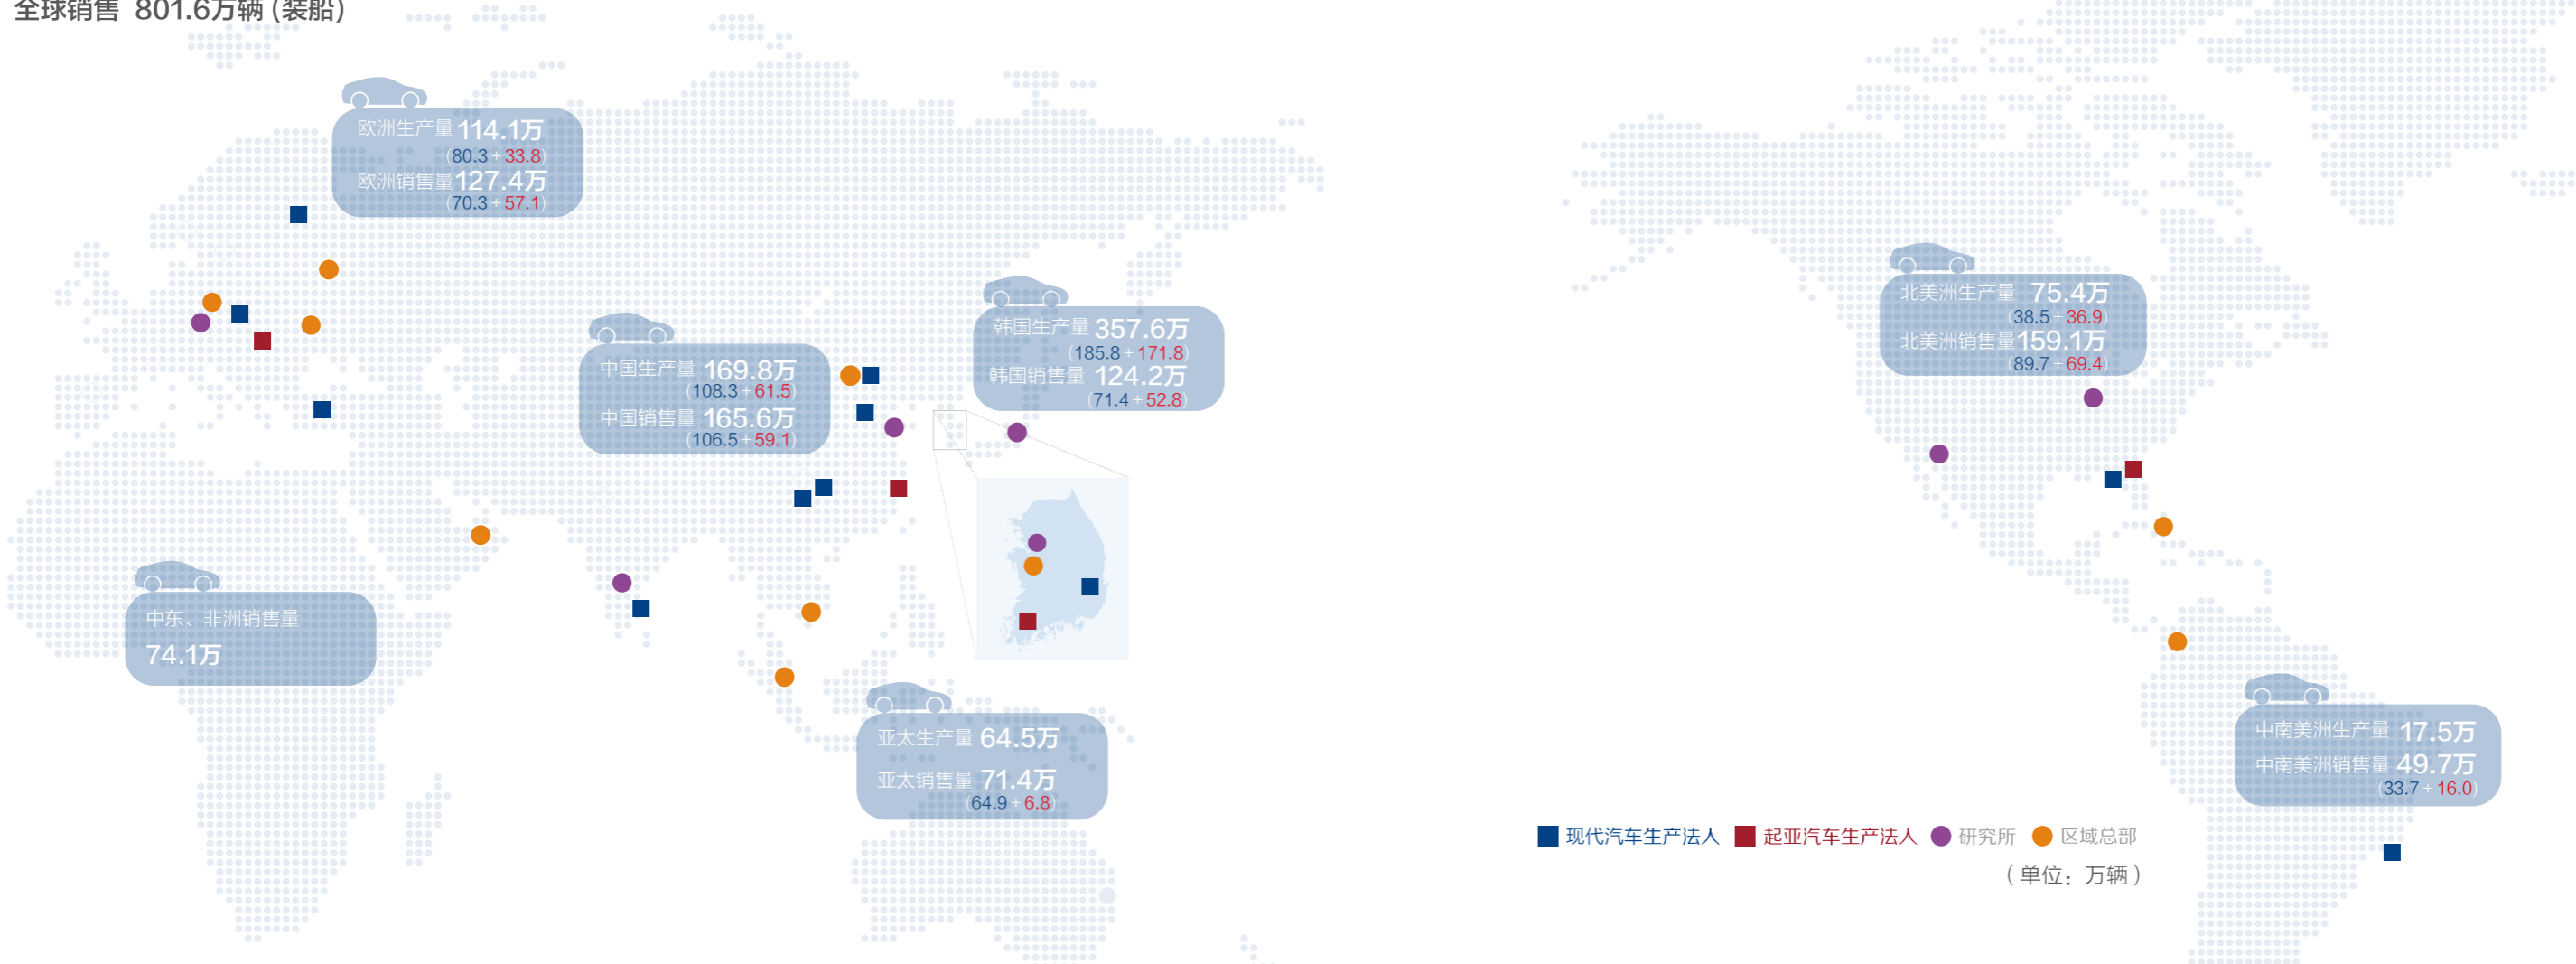 全球销售 801.6万辆 (装船)
欧洲生产量 114.1万
(80.3 + 33.8)
欧洲销售量 127.4万
(70.3 + 57.1)
中国生产量 169.8万
(108.3 + 61.5)
中国销售量 165.6万
(106.5 + 59.1)
韩国生产量 357.6万
(185.8 + 171.8)
韩国销售量 124.2万
(71.4 + 52.8)
北美洲生产量 75.4万
(38.5 + 36.9)
北美洲销售量 159.1万
(89.7 + 69.4)
中东、非洲销售量
74.1万
亚太生产量 64.5万
亚太销售量 71.4万
(64.9 + 6.8)
中南美洲生产量 17.5万
中南美洲销售量 49.7万
(33.7 + 16.0)
现代汽车生产法人 起亚汽车生产法人 研究所 区域总部
（单位：万辆）